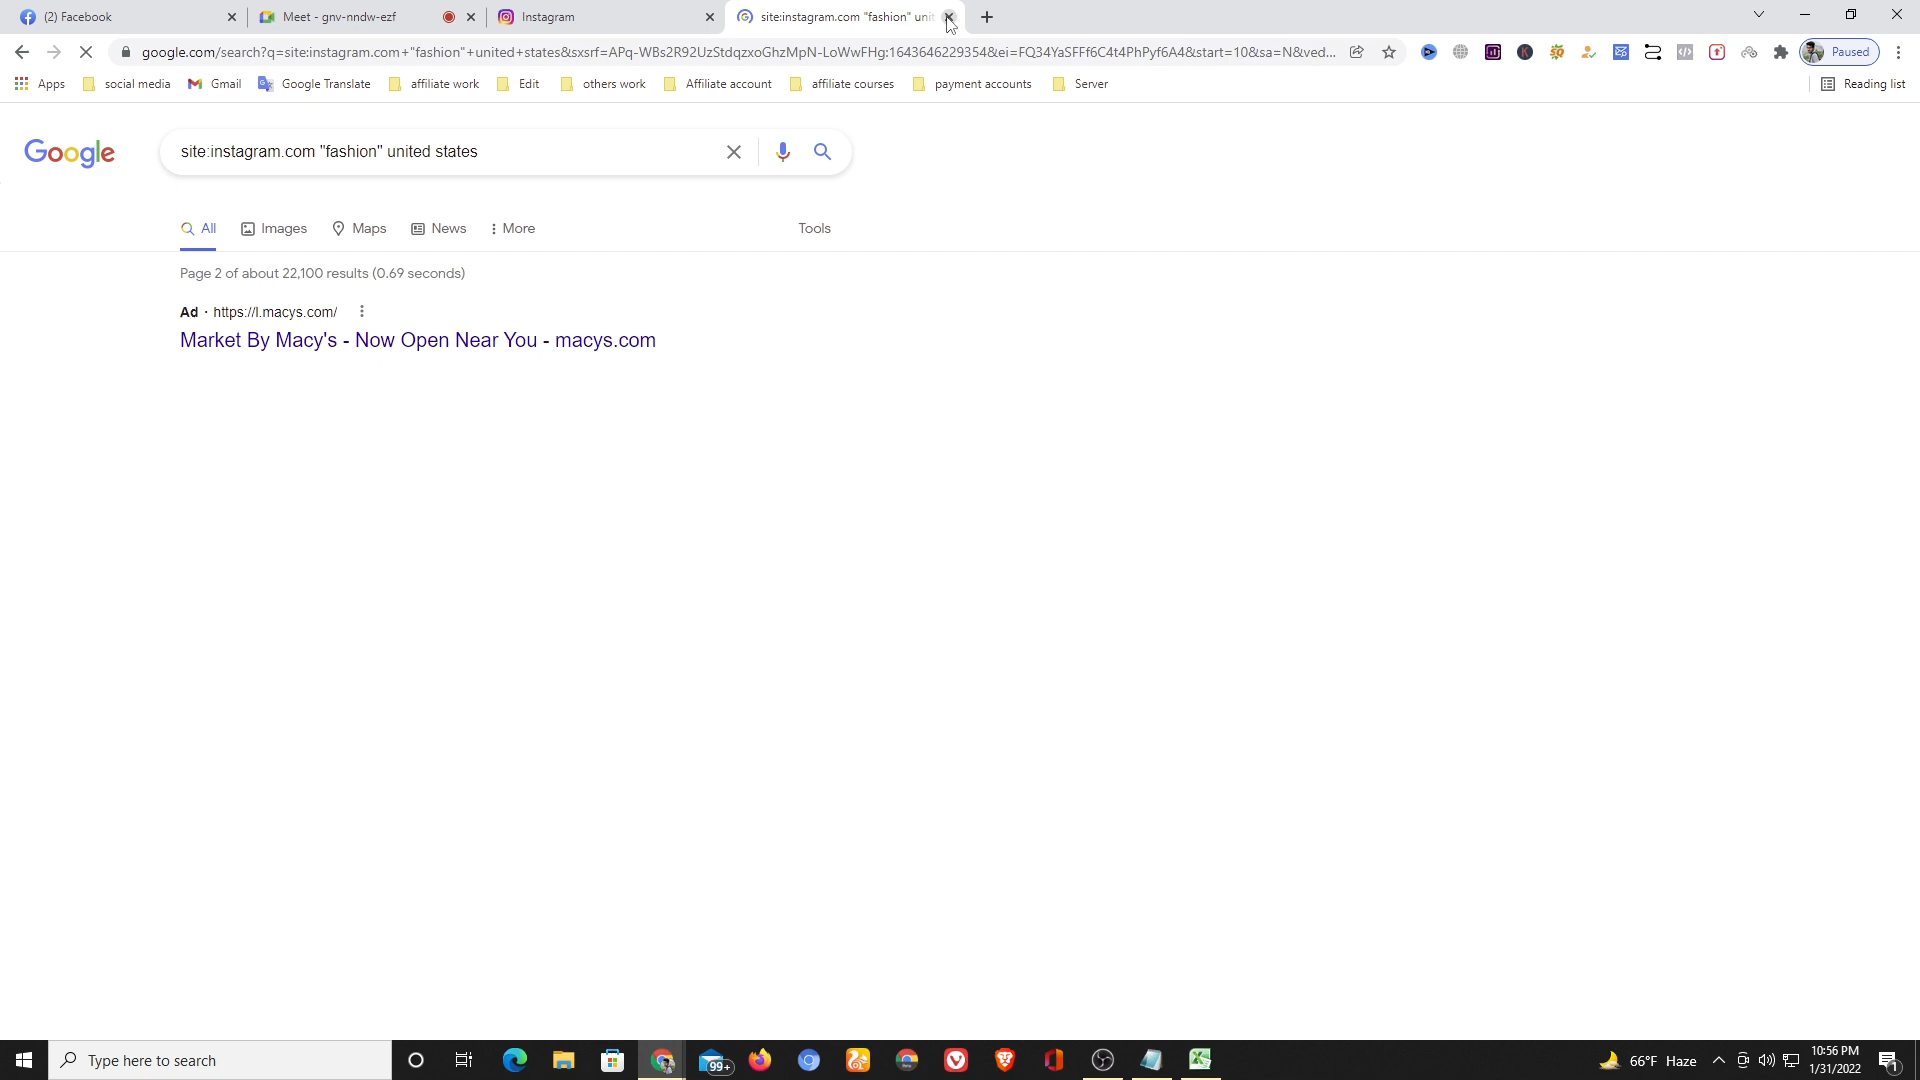 (2) Facebook
Meet - gnv-nndw-ezf
Instagram
site:instagram.com "fashion" unit
google.com/search?q=site:instagram.com+"fashion"+united+states&sxsrf=APq-WBs2R92UzStdqzxoGhzMpN-LoWwFHg:1643646229354&ei=FQ34YaSFFf6C4t4PhPyf6A4&start=10&sa=N&ved...
Paused
Apps
social media
Gmail
Google Translate
affiliate work
Edit
others work
Affiliate account
affiliate courses
payment accounts
Server
Reading list
Google
site:instagram.com "fashion" united states
All
Images
Maps
News
More
Tools
Page 2 of about 22,100 results (0.69 seconds)
Ad · https://l.macys.com/
Market By Macy's - Now Open Near You - macys.com
Type here to search
99+
66°F Haze
10:56 PM
1/31/2022
1